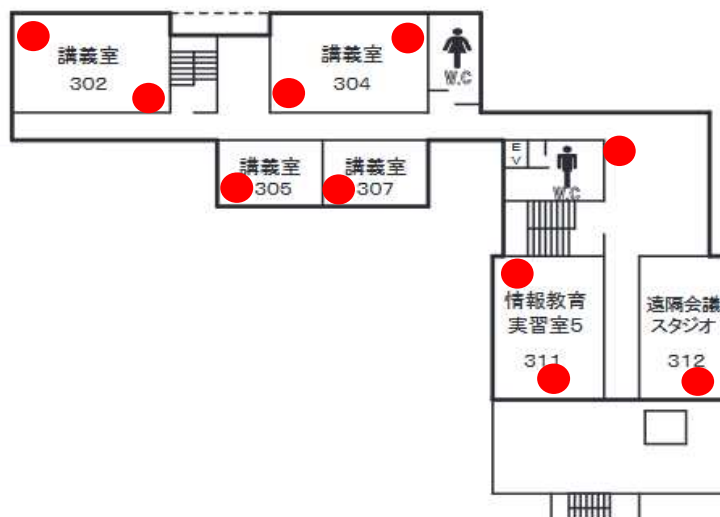 講義室
302
講義室
304
W.C
講義室
305
講義室
307
EV
W.C
情報教育
実習室5
311
遠隔会議
スタジオ
312